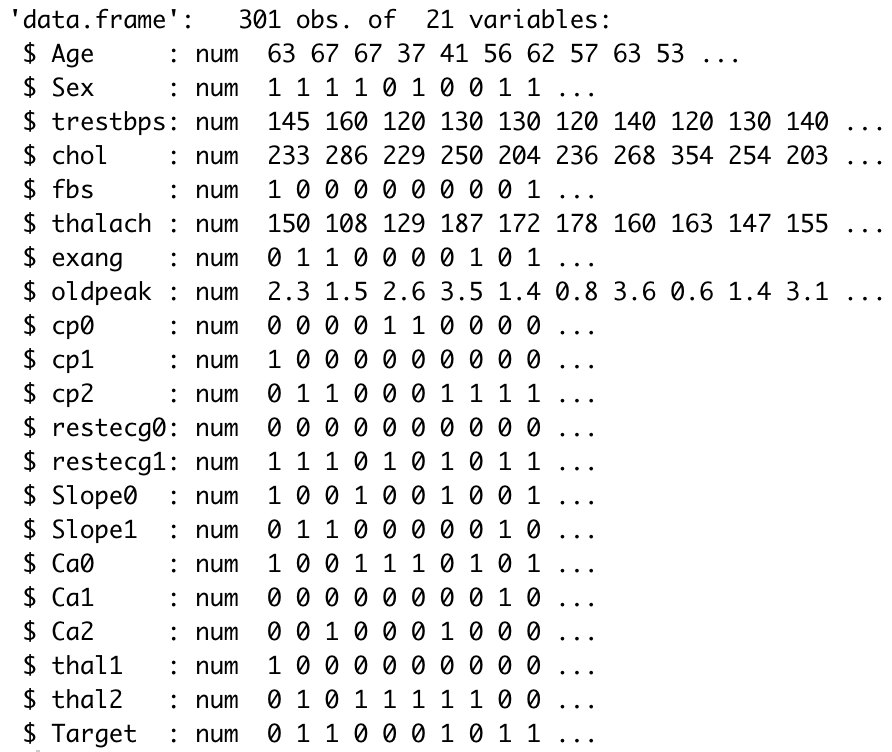 'data.frame':   301 obs. of  21 variables:
 $ Age     : num  63 67 67 37 41 56 62 57 63 53 ...
 $ Sex     : num  1 1 1 1 0 1 0 0 1 1 ...
 $ trestbps: num  145 160 120 130 130 120 140 120 130 140 ...
 $ chol    : num  233 286 229 250 204 236 268 354 254 203 ...
 $ fbs     : num  1 0 0 0 0 0 0 0 0 1 ...
 $ thalach : num  150 108 129 187 172 178 160 163 147 155 ...
 $ exang   : num  0 1 1 0 0 0 0 1 0 1 ...
 $ oldpeak : num  2.3 1.5 2.6 3.5 1.4 0.8 3.6 0.6 1.4 3.1 ...
 $ cp0     : num  0 0 0 0 1 1 0 0 0 0 ...
 $ cp1     : num  1 0 0 0 0 0 0 0 0 0 ...
 $ cp2     : num  0 1 1 0 0 0 1 1 1 1 ...
 $ restecg0: num  0 0 0 0 0 0 0 0 0 0 ...
 $ restecg1: num  1 1 1 0 1 0 1 0 1 1 ...
 $ Slope0  : num  1 0 0 1 0 0 1 0 0 1 ...
 $ Slope1  : num  0 1 1 0 0 0 0 0 1 0 ...
 $ Ca0     : num  1 0 0 1 1 1 0 1 0 1 ...
 $ Ca1     : num  0 0 0 0 0 0 0 0 1 0 ...
 $ Ca2     : num  0 0 1 0 0 0 1 0 0 0 ...
 $ thal1   : num  1 0 0 0 0 0 0 0 0 0 ...
 $ thal2   : num  0 1 0 1 1 1 1 1 0 0 ...
 $ Target  : num  0 1 1 0 0 0 1 0 1 1 ...